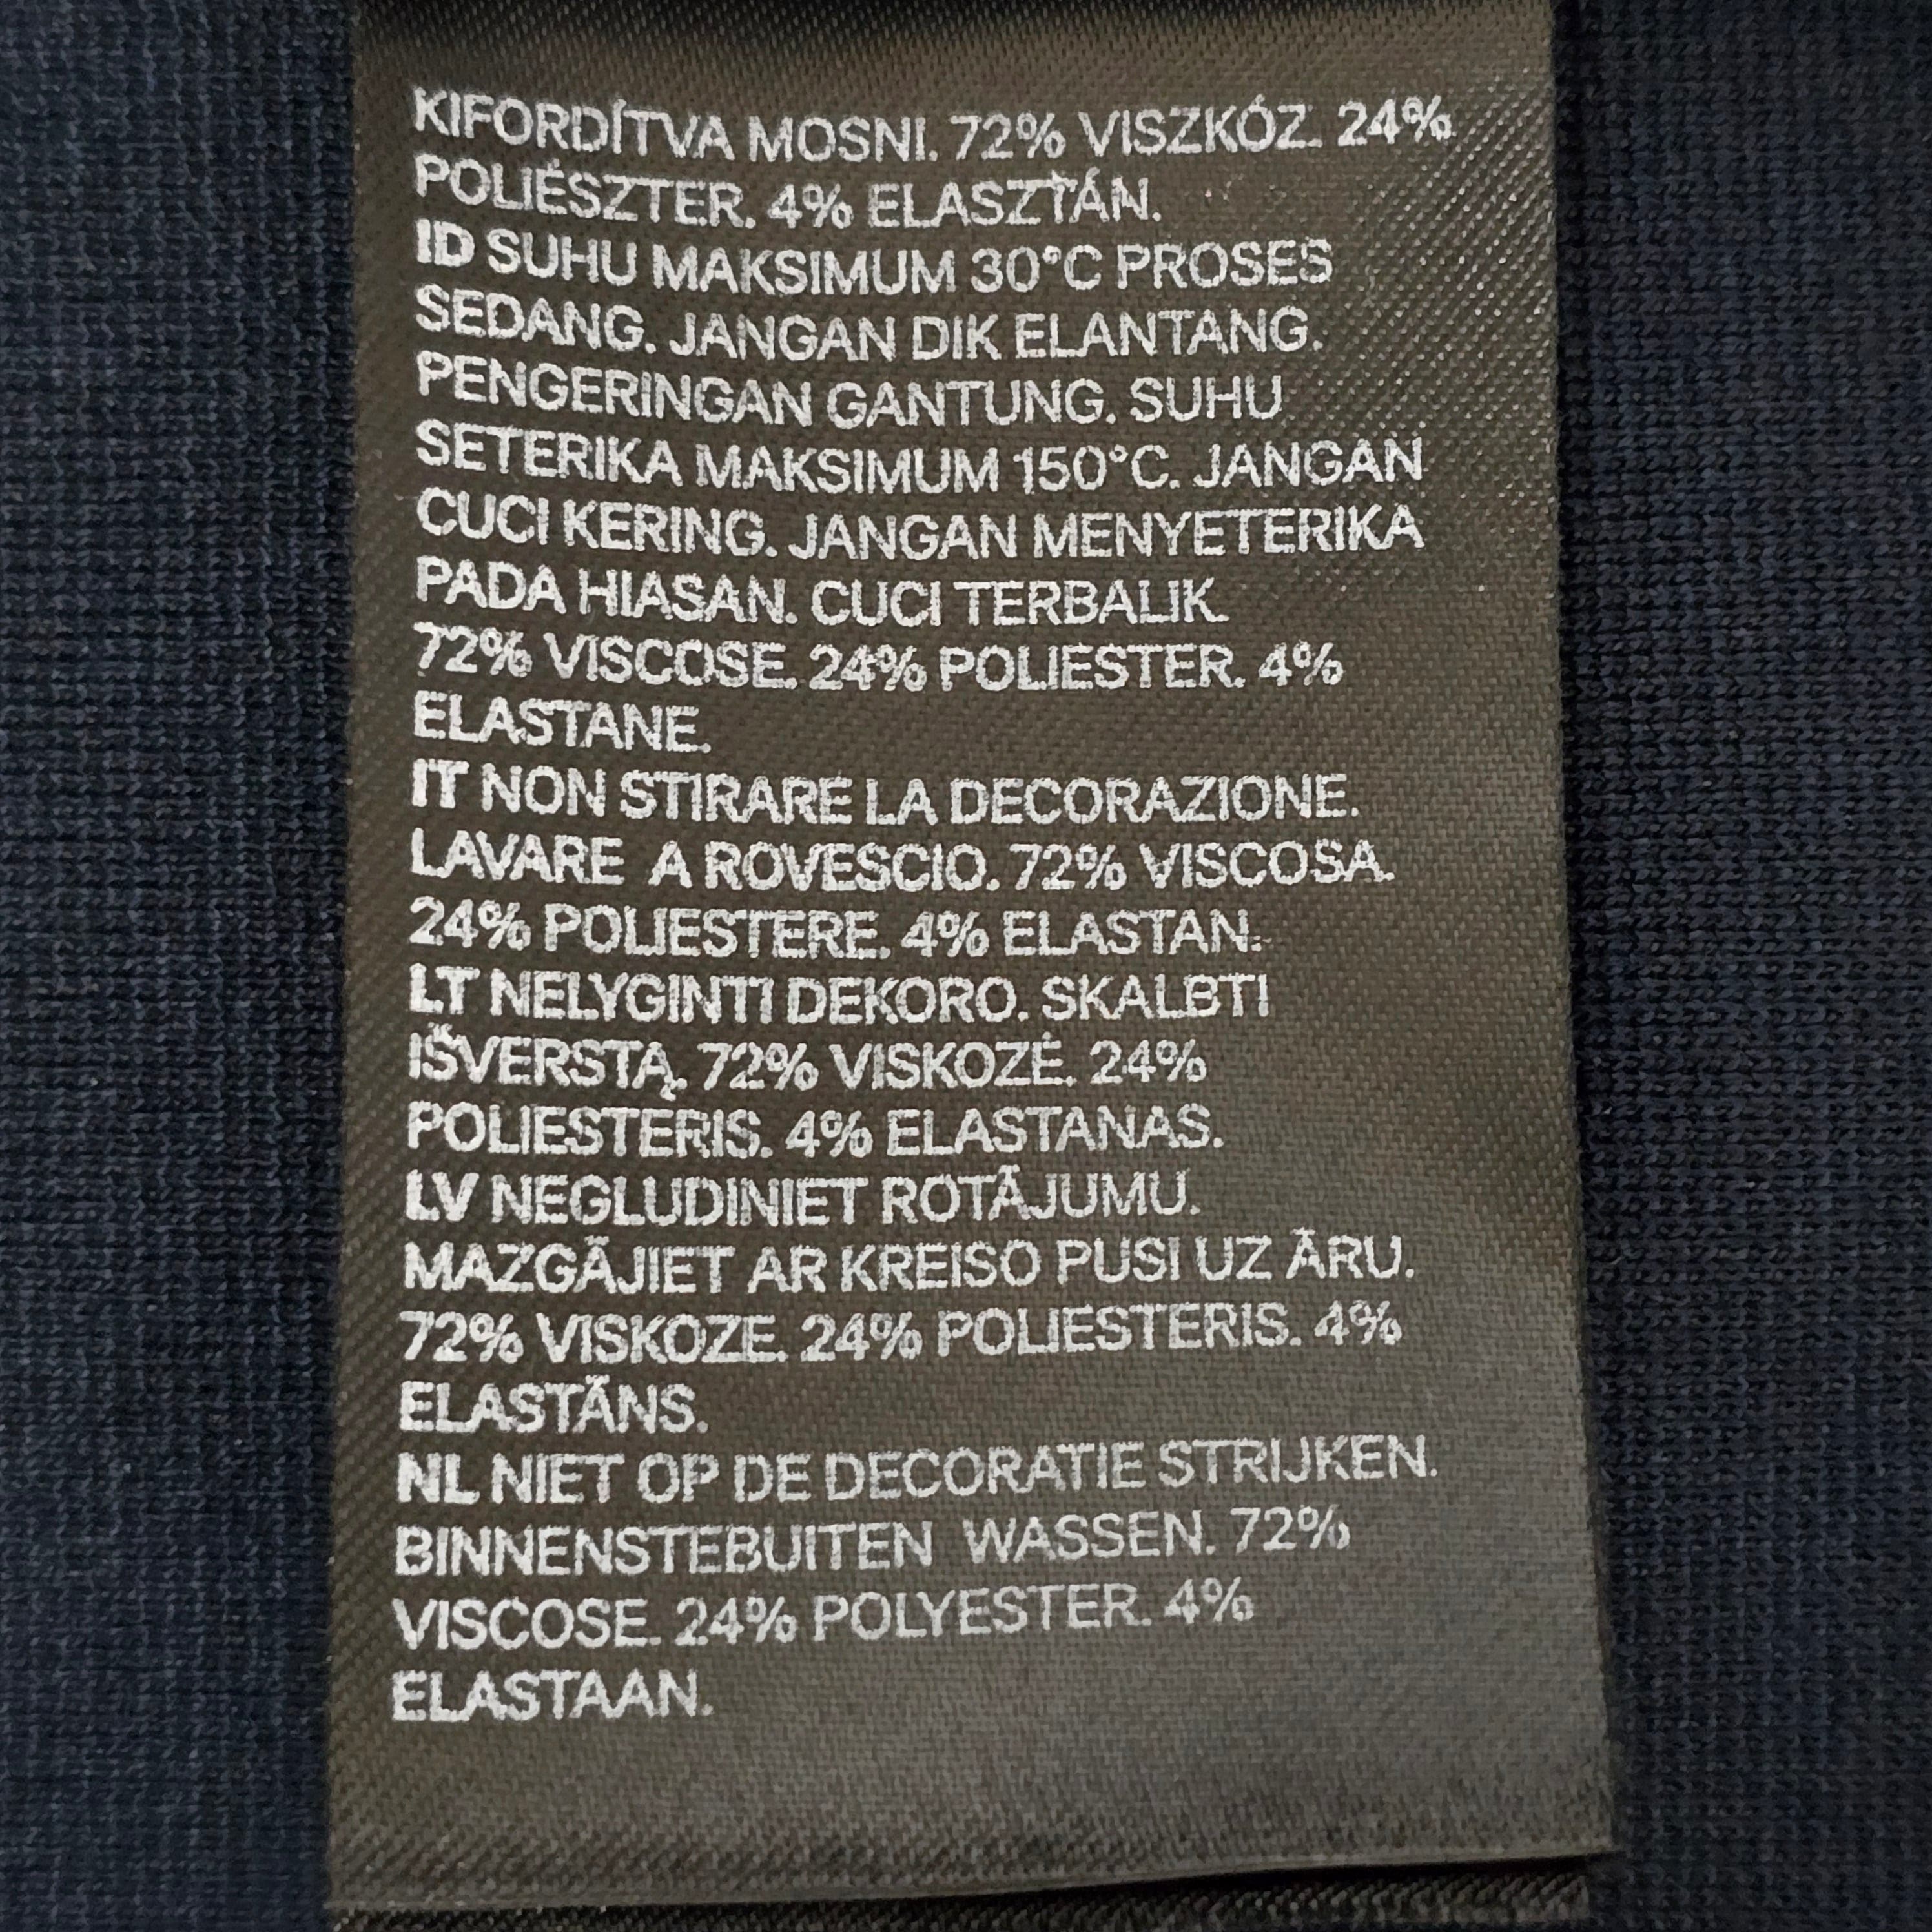 KIFORDÍTVA MOSNI. 72% VISZKÓZ. 24%
POLIÉSZTER. 4% ELASZTÁN.
ID SUHU MAKSIMUM 30°C PROSES
SEDANG. JANGAN DIK ELANTANG.
PENGERINGAN GANTUNG. SUHU
SETERIKA MAKSIMUM 150°C. JANGAN
CUCI KERING. JANGAN MENYETERIKA
PADA HIASAN. CUCI TERBALIK.
72% VISCOSE. 24% POLIESTER. 4%
ELASTANE.
IT NON STIRARE LA DECORAZIONE.
LAVARE A ROVESCIO. 72% VISCOSA.
24% POLIESTERE. 4% ELASTAN.
LT NELYGINTI DEKORO. SKALBTI
IŠVERSTĄ. 72% VISKOZĖ. 24%
POLIESTERIS. 4% ELASTANAS.
LV NEGLUDINIET ROTĀJUMU.
MAZGĀJIET AR KREISO PUSI UZ ĀRU.
72% VISKOZE. 24% POLIESTERIS. 4%
ELASTĀNS.
NL NIET OP DE DECORATIE STRIJKEN.
BINNENSTEBUITEN WASSEN. 72%
VISCOSE. 24% POLYESTER. 4%
ELASTAAN.